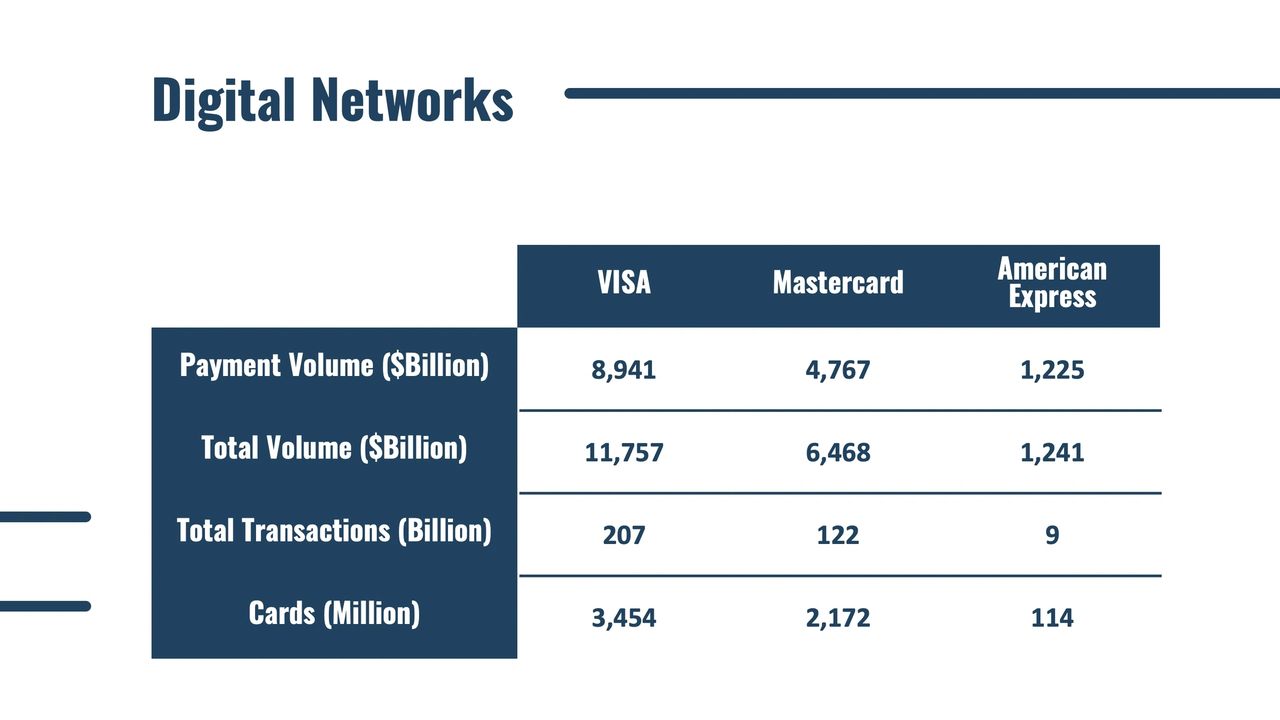 Digital Networks
VISA Mastercard American Express
Payment Volume ($Billion) 8,941 4,767 1,225
Total Volume ($Billion) 11,757 6,468 1,241
Total Transactions (Billion) 207 122 9
Cards (Million) 3,454 2,172 114